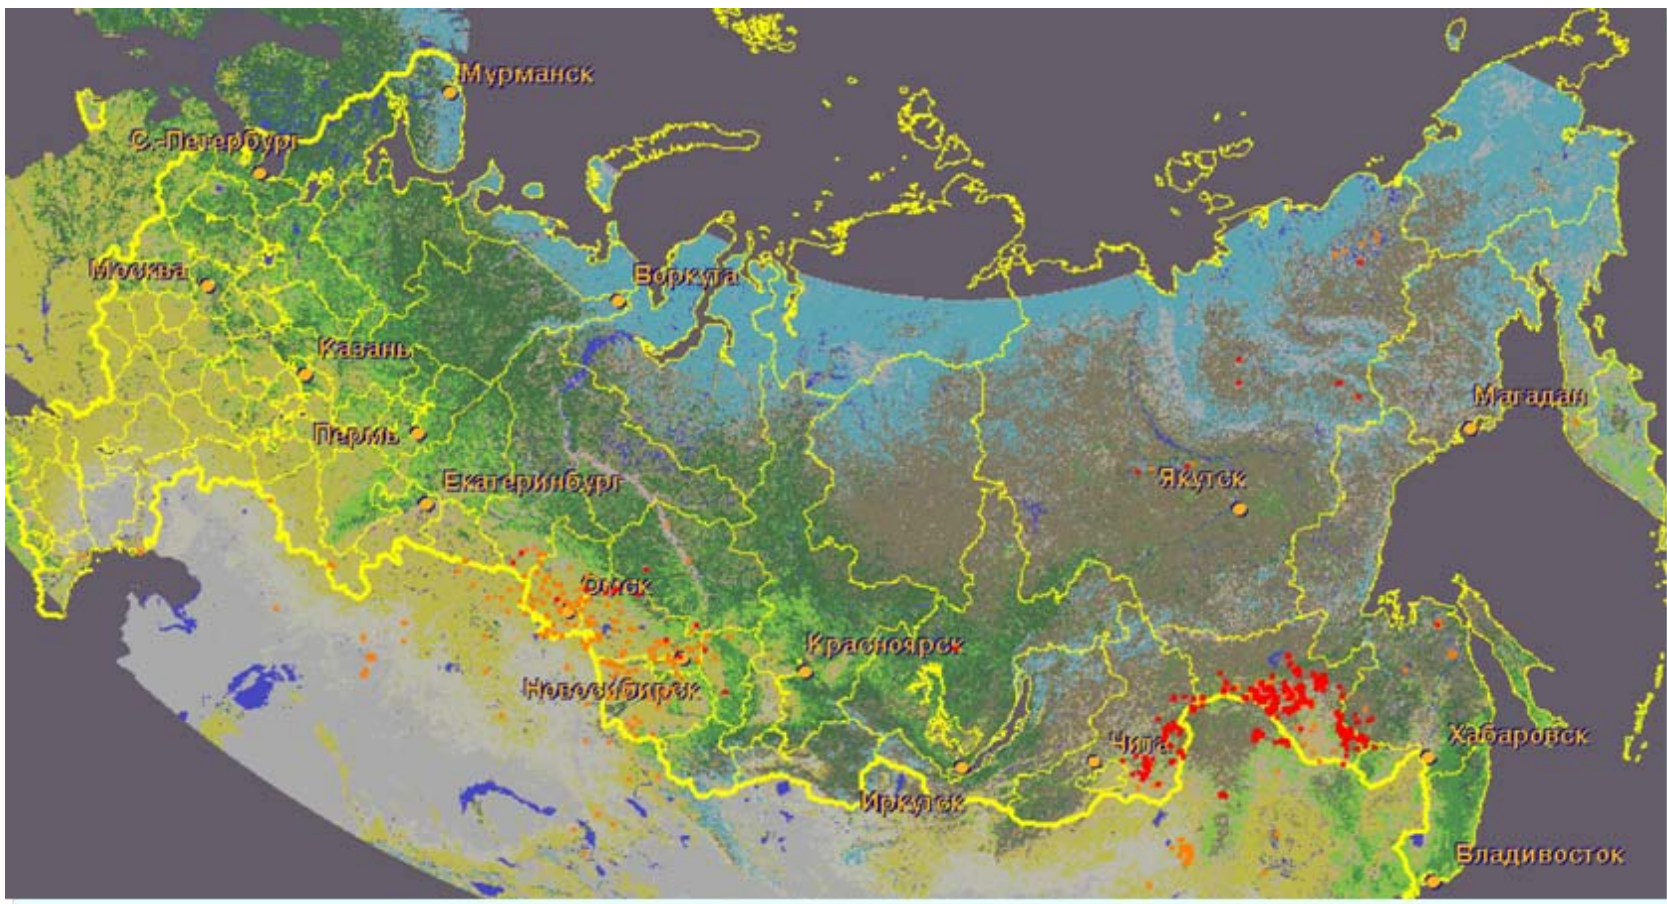 Мурманск
С.-Петербург
Москва
Воркута
Казань
Пермь
Магадан
Екатеринбург
Якутск
Омск
Красноярск
Новосибирск
Чита
Хабаровск
Иркутск
Владивосток